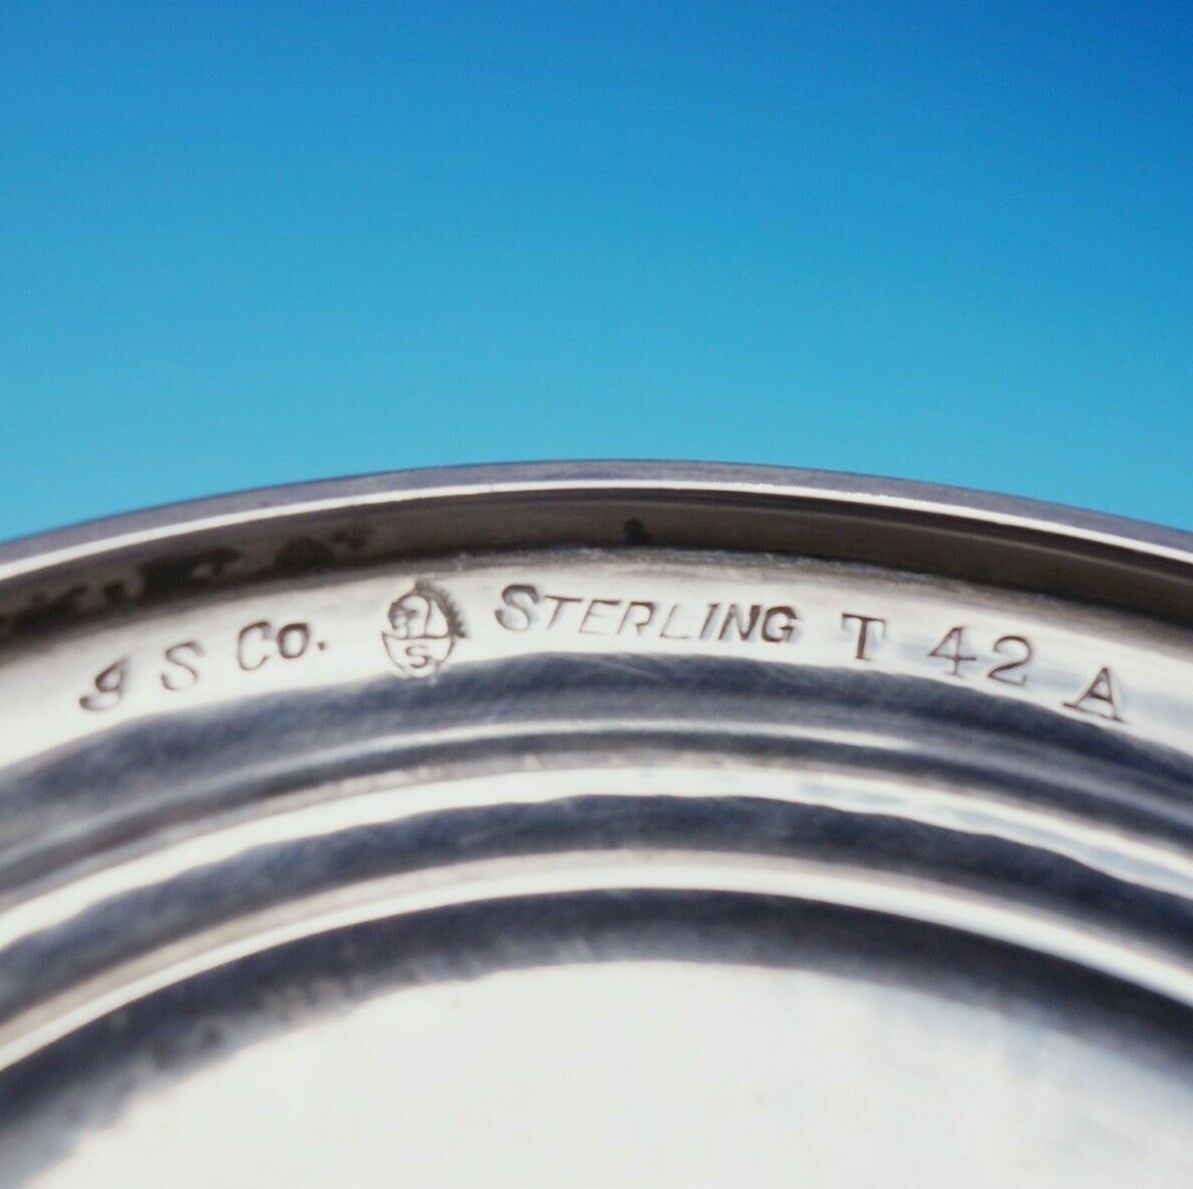 I S Co. S STERLING T 42 A